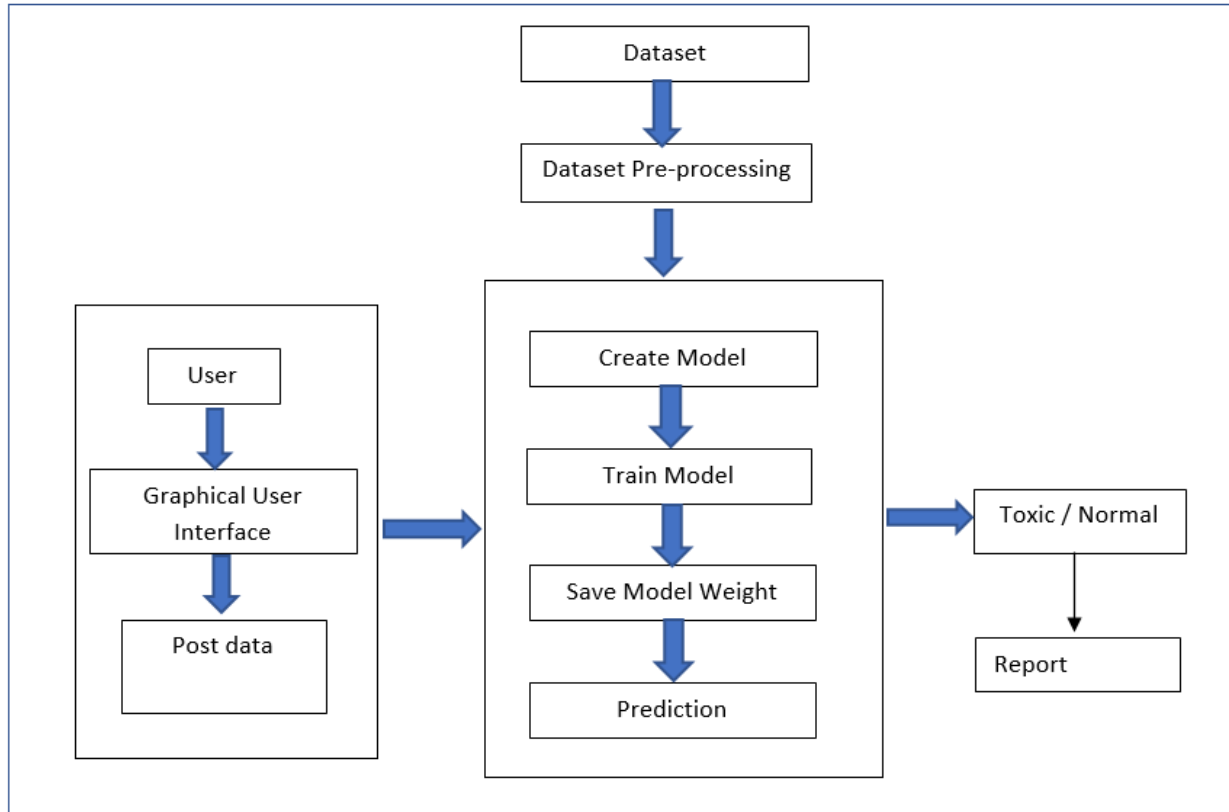 Dataset
Dataset Pre-processing
User
Graphical User
Interface
Post data
Create Model
Train Model
Save Model Weight
Prediction
Toxic / Normal
Report